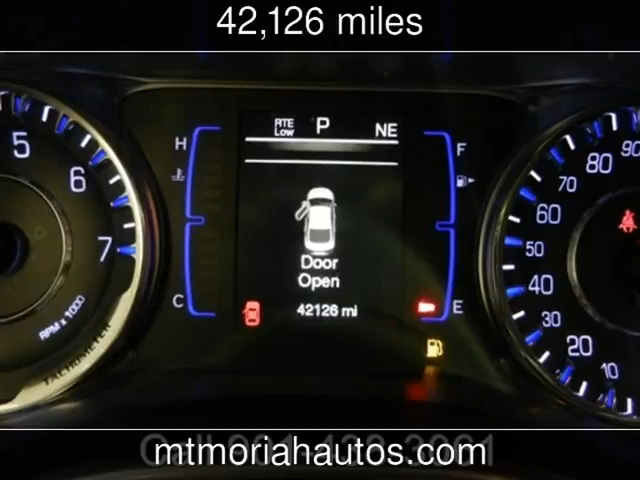 42,126 miles
RTE Low P NE
H F
5 6 7
RPM x 1000
TACHOMETER
Door
Open
C 42126 mi E
90
80
70
60
50
40
30
20
10
mtmoriahautos.com